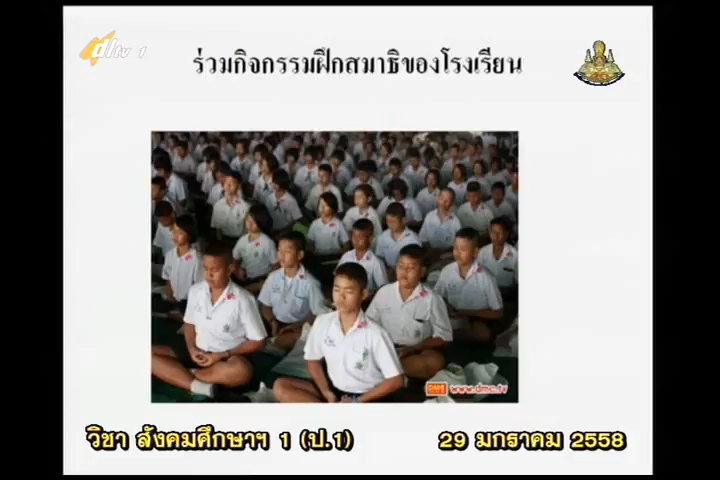 dltv 1
ร่วมกิจกรรมฝึกสมาธิของโรงเรียน
DMC www.dmc.tv
วิชา สังคมศึกษาฯ 1 (ป.1) 29 มกราคม 2558